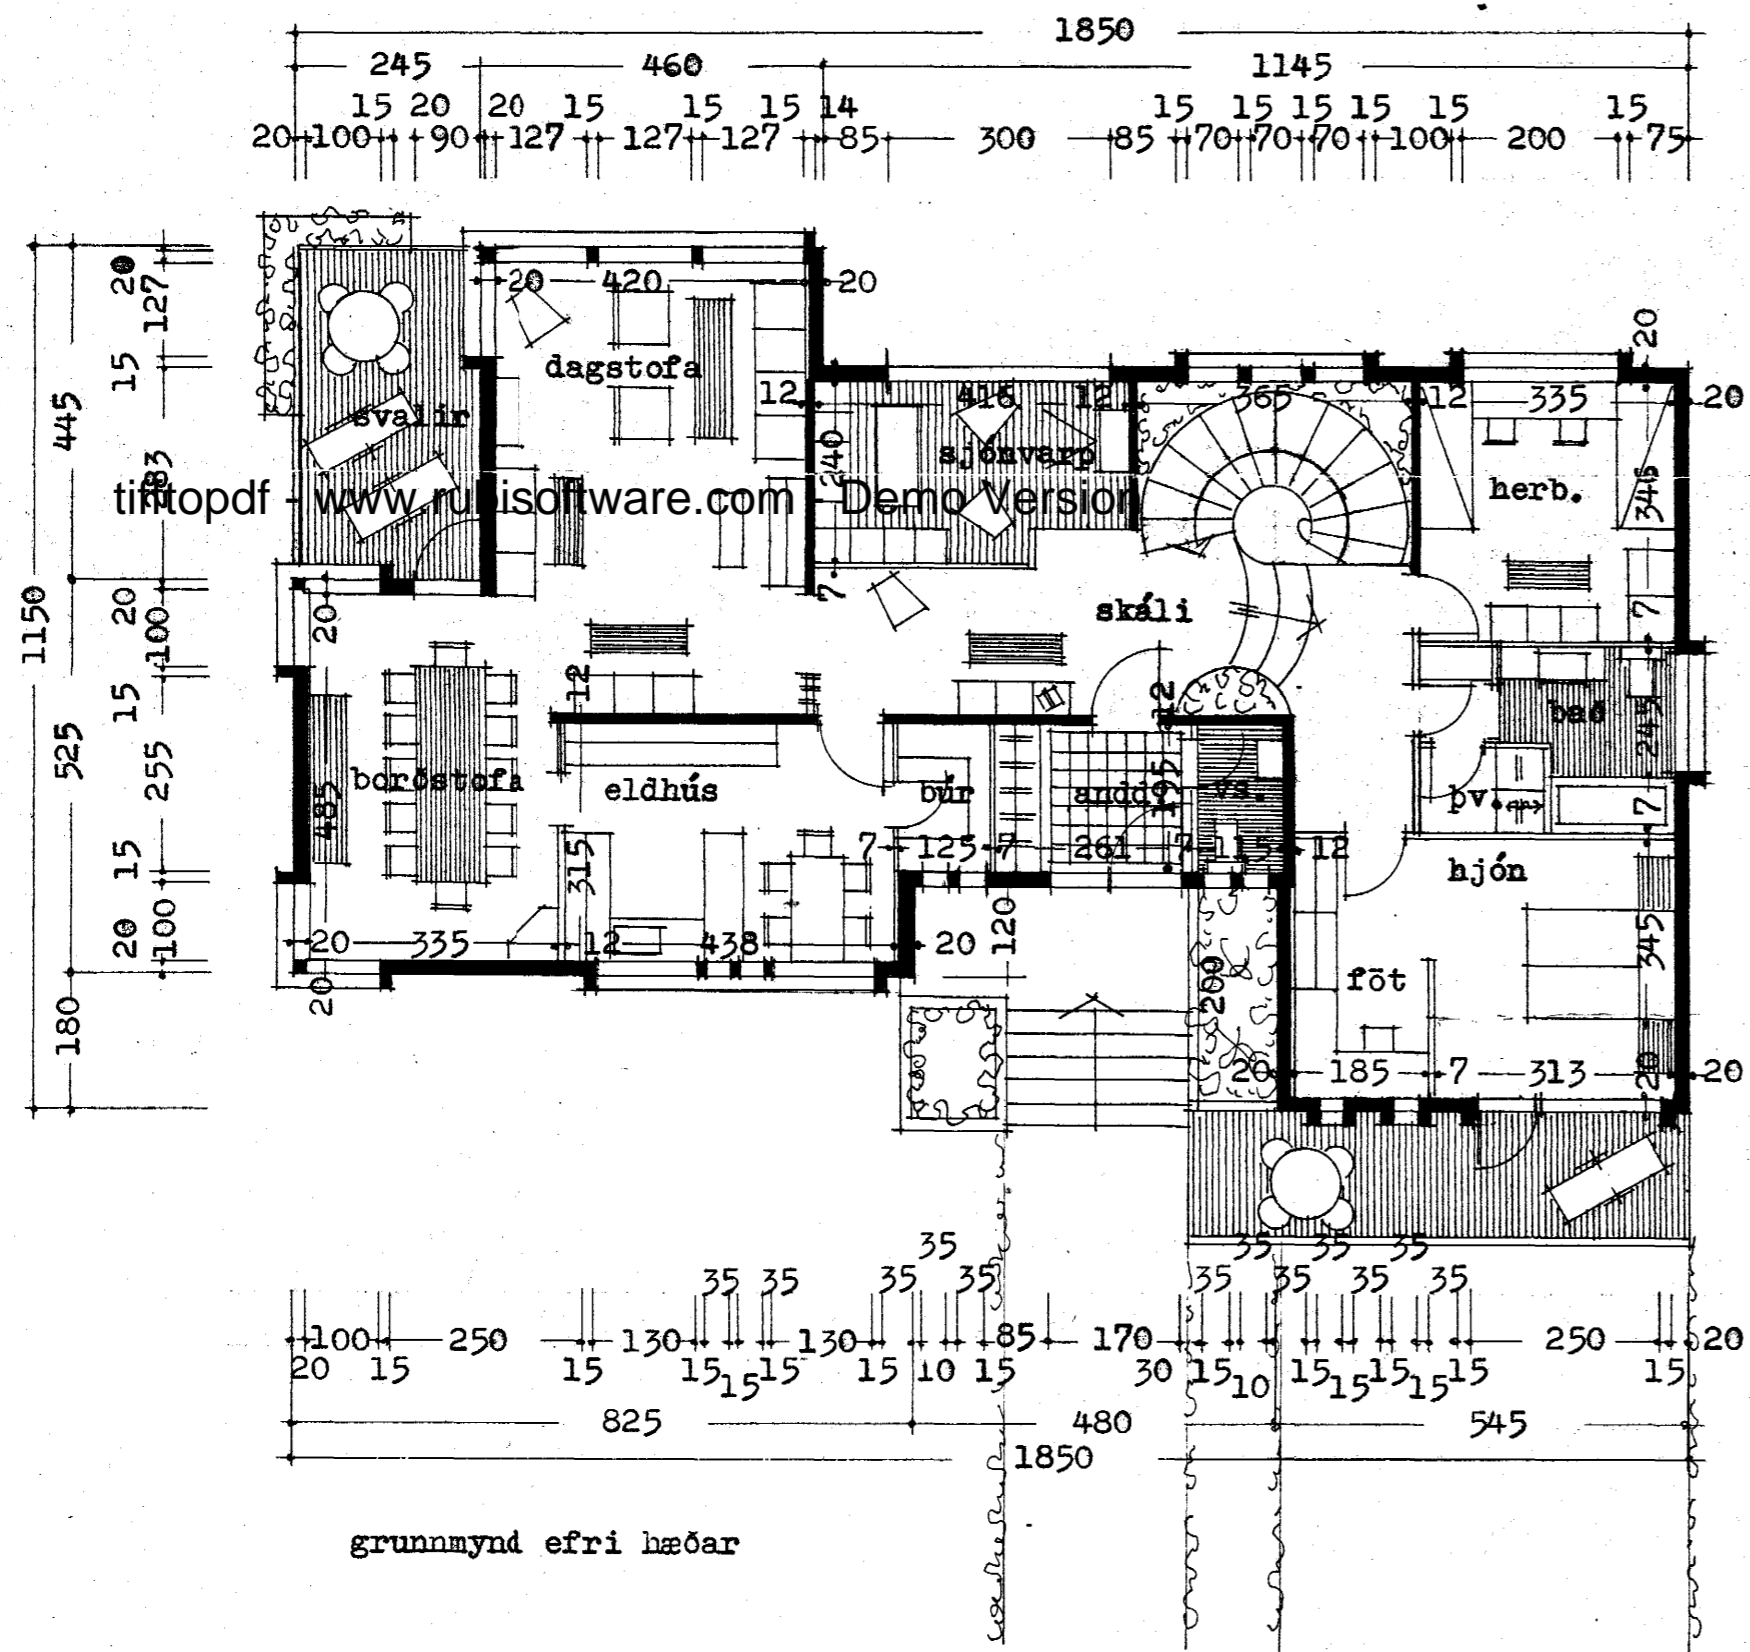 1850
245 460 1145
15 20 20 15 15 15 14 15 15 15 15 15 15
20 100 90 127 127 127 85 300 85 70 70 70 100 200 75
20 127 15 445 283
20 420 20
20
dagstofa
12 416 12 365 12 335 20
svalir
240 sjónvarp
herb. 346
tifftopdf - www.rubisoftware.com Demo Version
1150
20 100 20
7 skáli 7
15 12 12
525 255 485
borðstofa eldhús búr andd. 195 vs. bað 245
þv. 7
15 315 7 125 7 261 7 115 12
hjón
20 100
20 335 12 438 20 120 345
20 200 föt
180
20 185 7 313 20 20
35 35 35 35
35 35 35 35 35 35 35 35
100 250 130 130 85 170 250 20
20 15 15 15 15 15 15 10 15 30 15 10 15 15 15 15 15 15
825 480 545
1850
grunnmynd efri hæðar